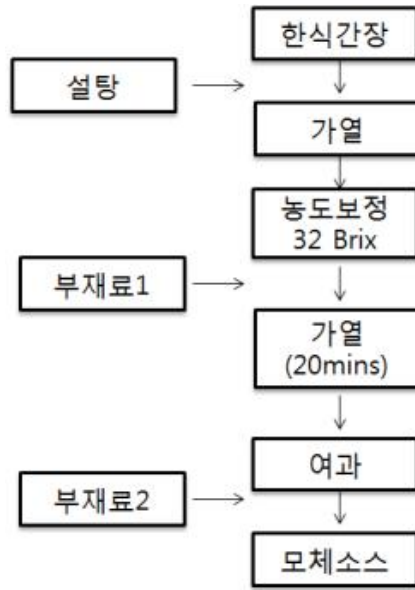 한식간장
설탕
가열
농도보정
32 Brix
부재료1
가열
(20mins)
여과
부재료2
모체소스